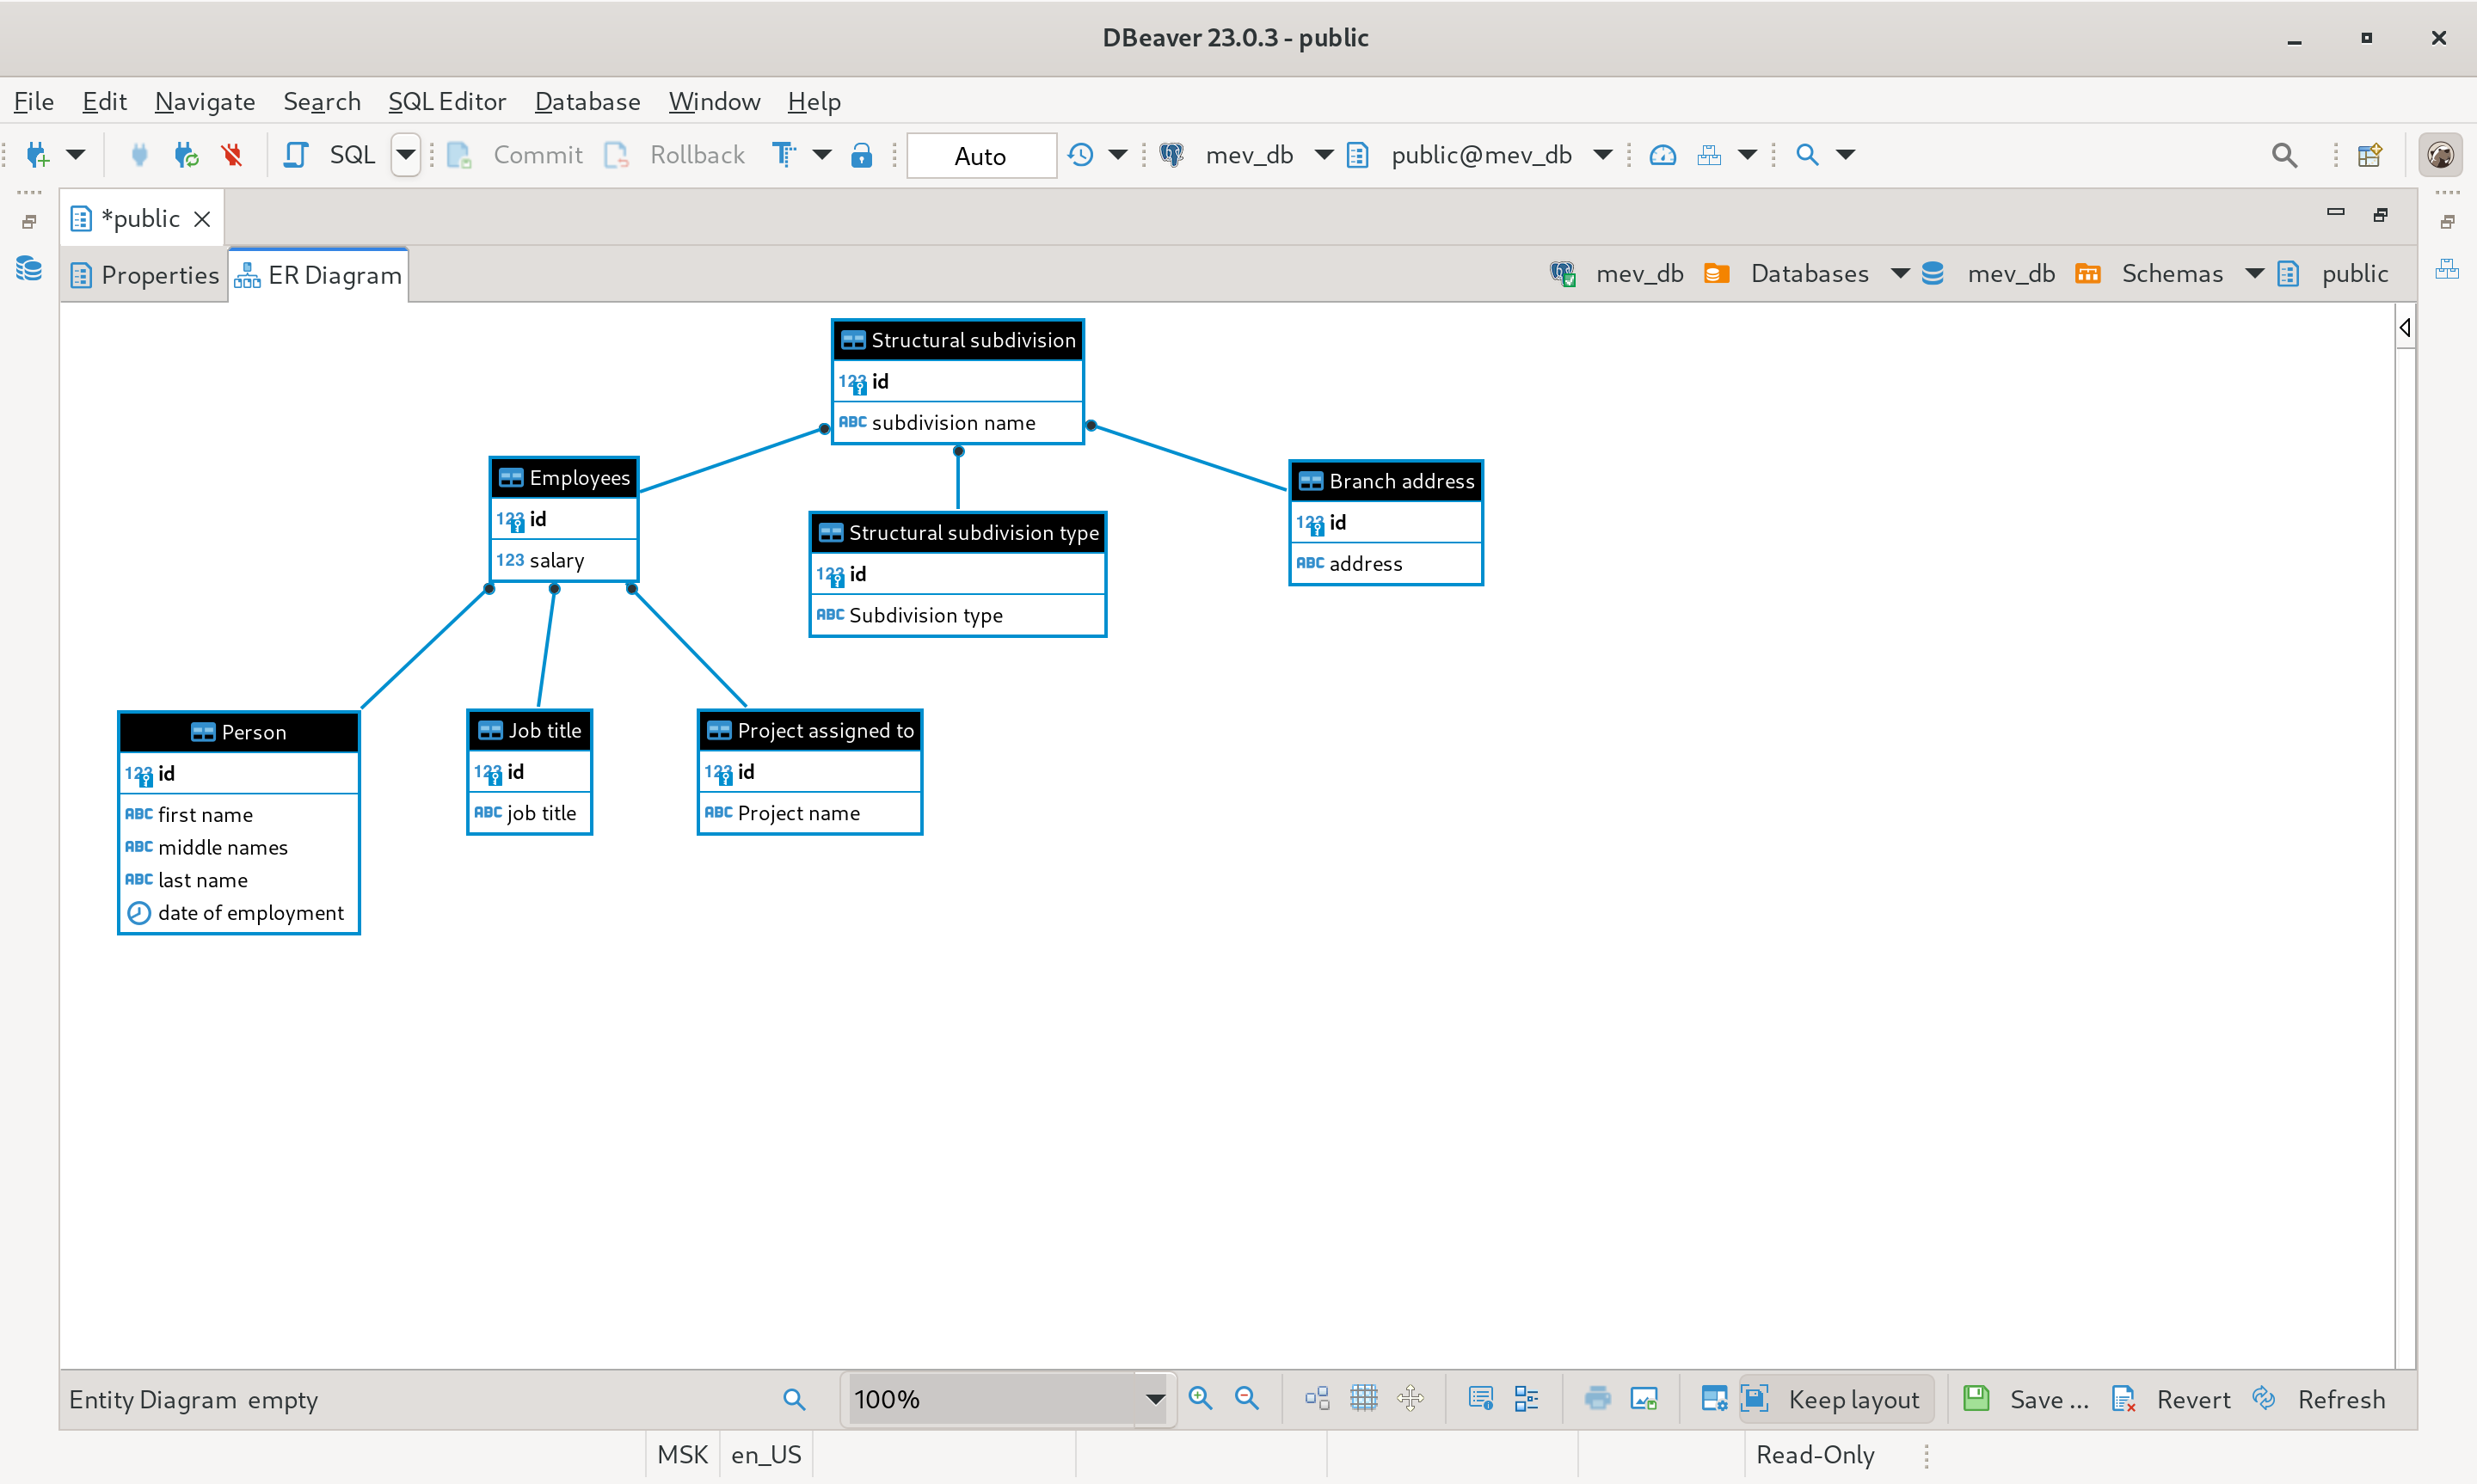 DBeaver 23.0.3 - public
File Edit Navigate Search SQL Editor Database Window Help
SQL Commit Rollback Auto mev_db public@mev_db
*public
Properties ER Diagram mev_db Databases mev_db Schemas public
Structural subdivision
123 id
ABC subdivision name
Employees
123 id
123 salary
Structural subdivision type
123 id
ABC Subdivision type
Branch address
123 id
ABC address
Person
123 id
ABC first name
ABC middle names
ABC last name
date of employment
Job title
123 id
ABC job title
Project assigned to
123 id
ABC Project name
Entity Diagram empty 100% Keep layout Save ... Revert Refresh
MSK en_US Read-Only